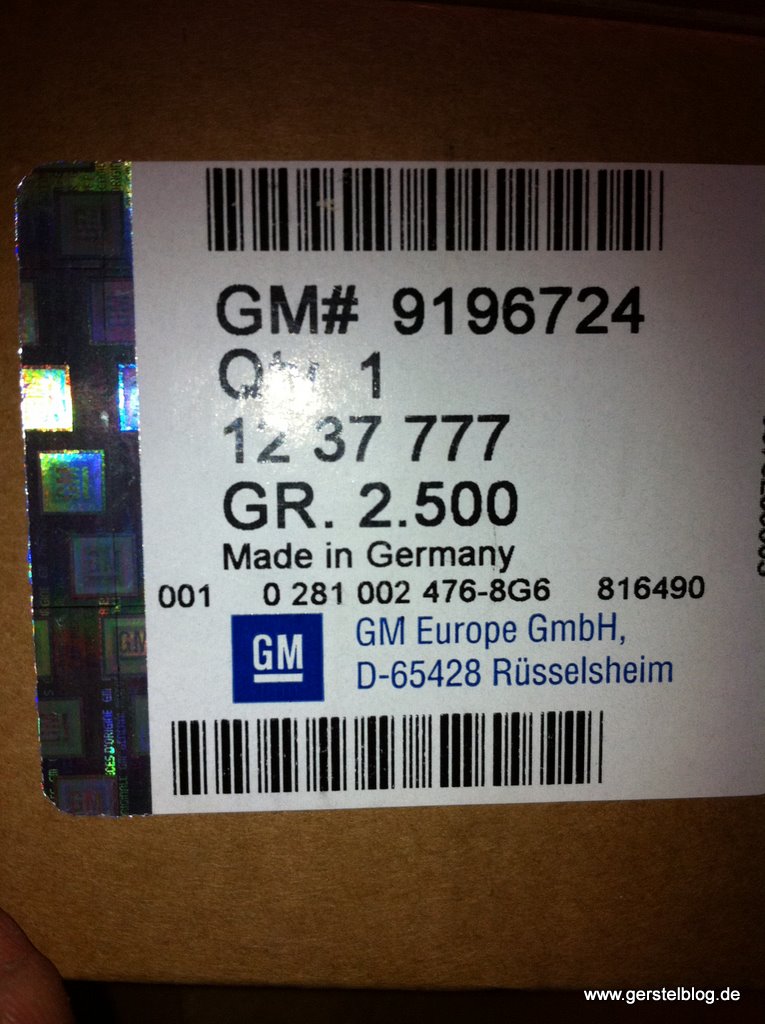 GM# 9196724
Qty. 1
12 37 777
GR. 2.500
Made in Germany
001 0 281 002 476-8G6 816490
GM
GM Europe GmbH,
D-65428 Rüsselsheim
www.gerstelblog.de